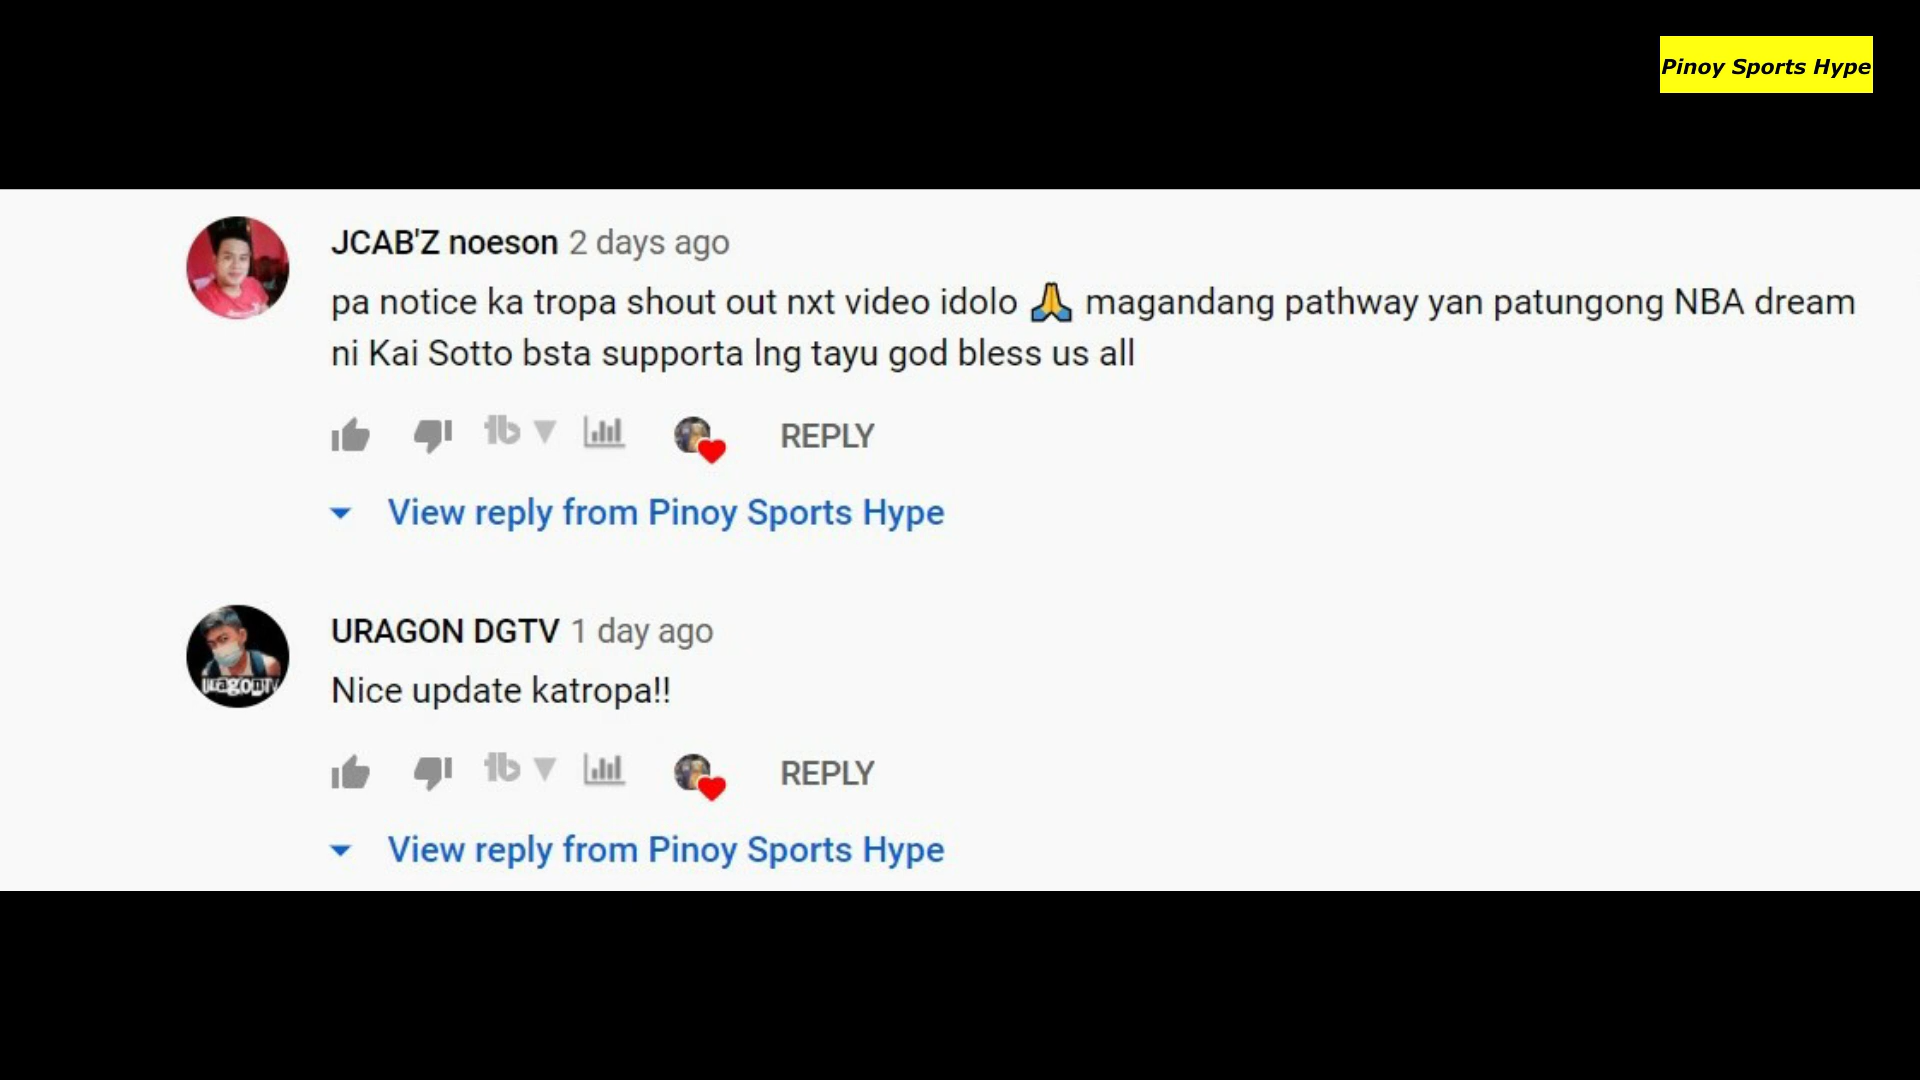 Pinoy Sports Hype
JCAB'Z noeson 2 days ago
pa notice ka tropa shout out nxt video idolo 🙏 magandang pathway yan patungong NBA dream
ni Kai Sotto bsta supporta lng tayu god bless us all
REPLY
View reply from Pinoy Sports Hype
URAGON DGTV 1 day ago
Nice update katropa!!
REPLY
View reply from Pinoy Sports Hype